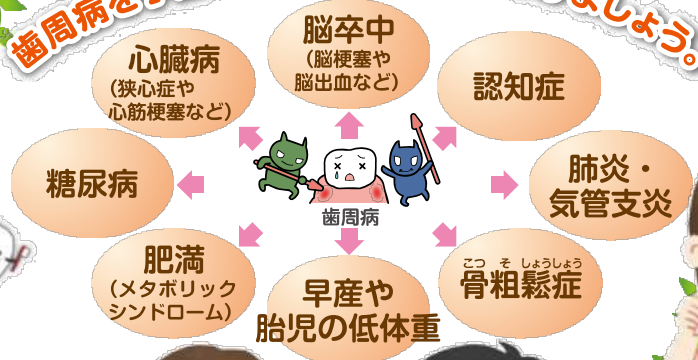 歯周病を
ましょう。
脳卒中
（脳梗塞や
脳出血など）
心臓病
（狭心症や
心筋梗塞など）
認知症
糖尿病
歯周病
肺炎・
気管支炎
肥満
（メタボリック
シンドローム）
早産や
胎児の低体重
こつ そ しょうしょう
骨粗鬆症